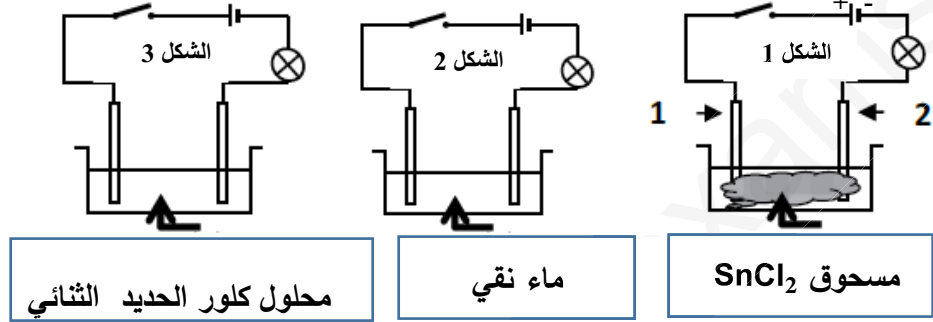 + -
الشكل 1
الشكل 2
الشكل 3
1
2
مسحوق SnCl₂
ماء نقي
محلول كلور الحديد الثنائي